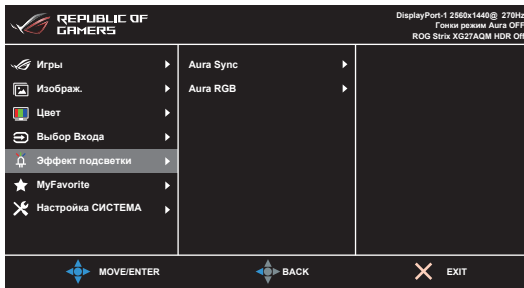 REPUBLIC OF
GAMERS
DisplayPort-1 2560x1440@ 270Hz
Гонки режим Aura OFF
ROG Strix XG27AQM HDR Off
Игры
Изображ.
Цвет
Выбор Входа
Эффект подсветки
MyFavorite
Настройка СИСТЕМА
Aura Sync
Aura RGB
MOVE/ENTER
BACK
EXIT